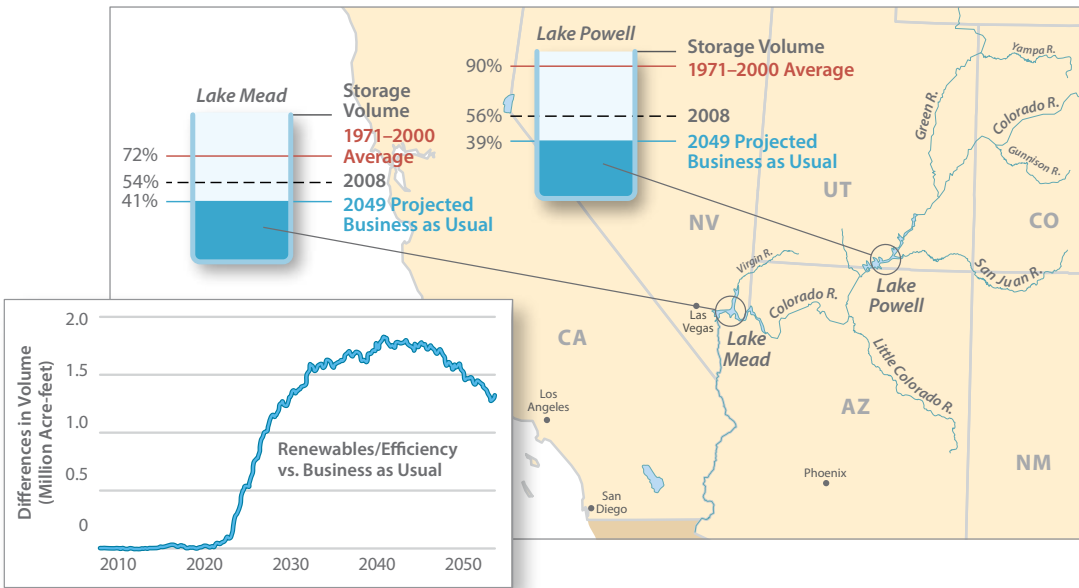 Lake Powell
Storage Volume
90%
1971–2000 Average
56%
2008
39%
2049 Projected
Business as Usual
Lake Mead
Storage
Volume
1971–2000
Average
72%
54%
2008
41%
2049 Projected
Business as Usual
Yampa R.
Green R.
Colorado R.
Gunnison R.
UT
NV
CO
Virgin R.
San Juan R.
Lake
Powell
Las
Vegas
Colorado R.
Lake
Mead
CA
Little Colorado R.
Los
Angeles
AZ
NM
Phoenix
San
Diego
Differences in Volume
(Million Acre-feet)
2.0
1.5
1.0
0.5
0
Renewables/Efficiency
vs. Business as Usual
2010
2020
2030
2040
2050